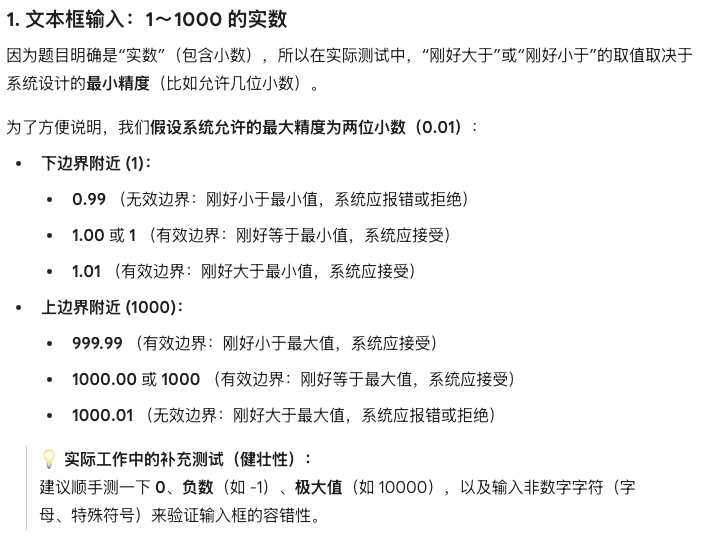 1. 文本框输入：1～1000 的实数
因为题目明确是“实数”（包含小数），所以在实际测试中，“刚好大于”或“刚好小于”的取值取决于
系统设计的最小精度（比如允许几位小数）。
为了方便说明，我们假设系统允许的最大精度为两位小数（0.01）：
• 下边界附近 (1)：
• 0.99 （无效边界：刚好小于最小值，系统应报错或拒绝）
• 1.00 或 1 （有效边界：刚好等于最小值，系统应接受）
• 1.01 （有效边界：刚好大于最小值，系统应接受）
• 上边界附近 (1000)：
• 999.99 （有效边界：刚好小于最大值，系统应接受）
• 1000.00 或 1000 （有效边界：刚好等于最大值，系统应接受）
• 1000.01 （无效边界：刚好大于最大值，系统应报错或拒绝）
💡 实际工作中的补充测试（健壮性）：
建议顺手测一下 0、负数（如 -1）、极大值（如 10000），以及输入非数字字符（字
母、特殊符号）来验证输入框的容错性。